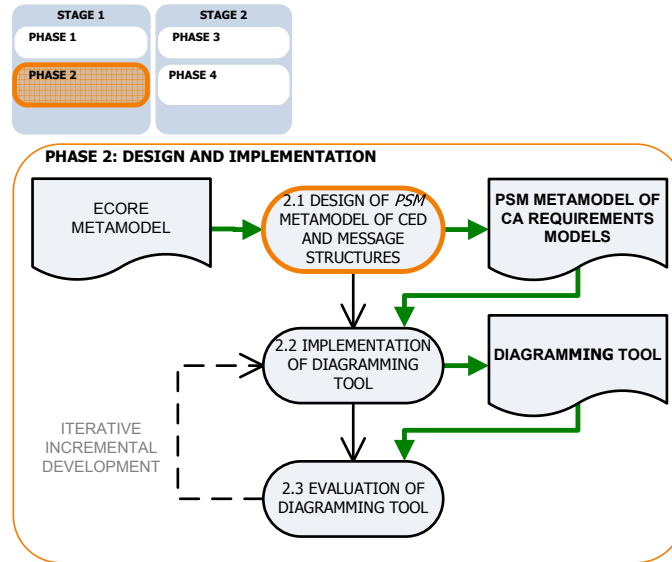 STAGE 1
STAGE 2
PHASE 1
PHASE 3
PHASE 2
PHASE 4
PHASE 2: DESIGN AND IMPLEMENTATION
ECORE
METAMODEL
2.1 DESIGN OF PSM
METAMODEL OF CED
AND MESSAGE
STRUCTURES
PSM METAMODEL OF
CA REQUIREMENTS
MODELS
2.2 IMPLEMENTATION
OF DIAGRAMMING
TOOL
DIAGRAMMING TOOL
ITERATIVE
INCREMENTAL
DEVELOPMENT
2.3 EVALUATION OF
DIAGRAMMING TOOL